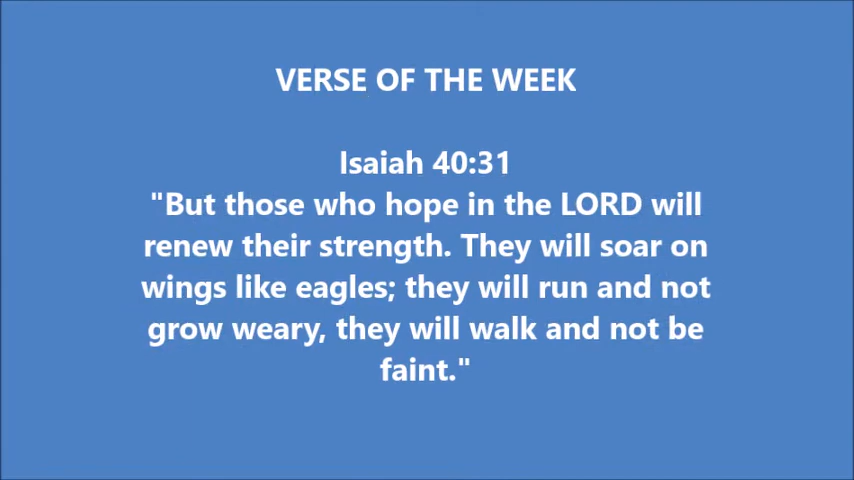 VERSE OF THE WEEK
Isaiah 40:31
"But those who hope in the LORD will
renew their strength. They will soar on
wings like eagles; they will run and not
grow weary, they will walk and not be
faint."